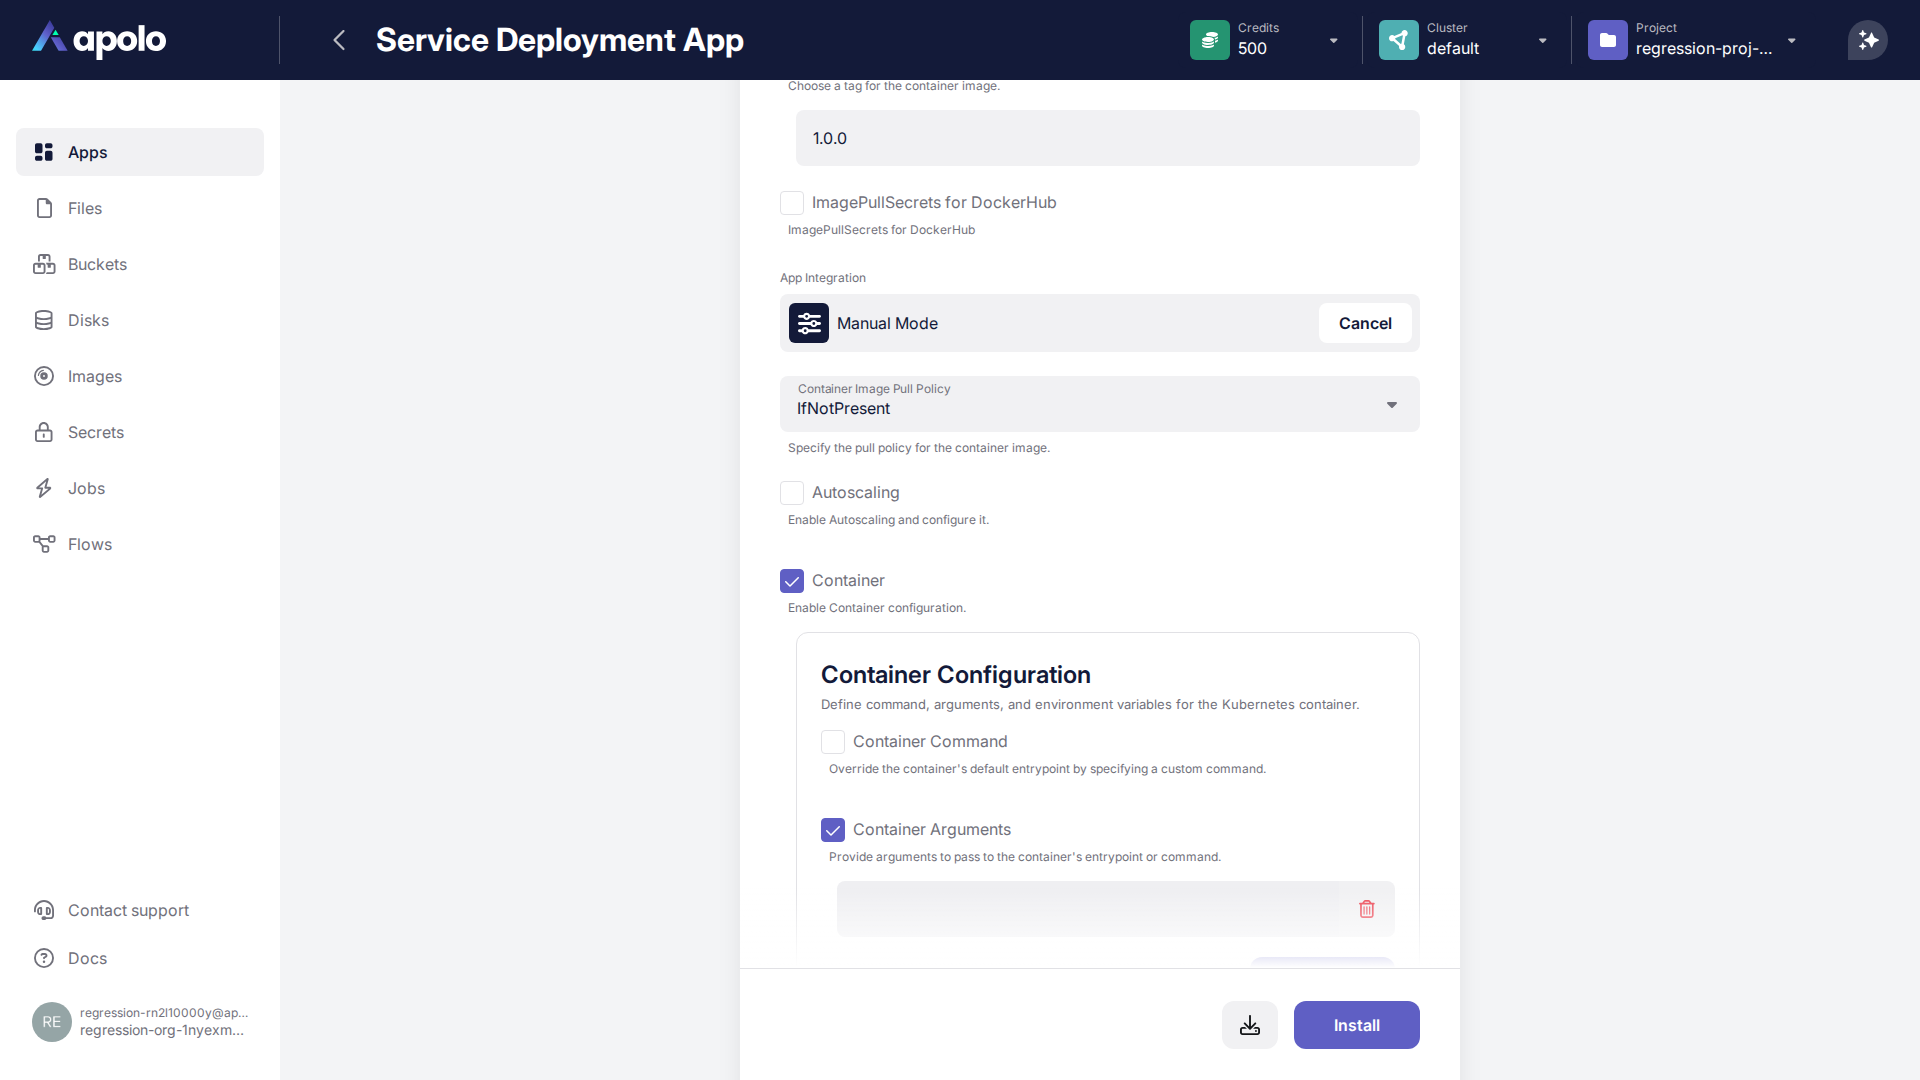 apolo
Service Deployment App
Credits
500
Cluster
default
Project
regression-proj-...
Apps
Files
Buckets
Disks
Images
Secrets
Jobs
Flows
Contact support
Docs
RE
regression-rn2l10000y@ap...
regression-org-1nyexm...
Choose a tag for the container image.
1.0.0
ImagePullSecrets for DockerHub
ImagePullSecrets for DockerHub
App Integration
Manual Mode
Cancel
Container Image Pull Policy
IfNotPresent
Specify the pull policy for the container image.
Autoscaling
Enable Autoscaling and configure it.
Container
Enable Container configuration.
Container Configuration
Define command, arguments, and environment variables for the Kubernetes container.
Container Command
Override the container's default entrypoint by specifying a custom command.
Container Arguments
Provide arguments to pass to the container's entrypoint or command.
Install